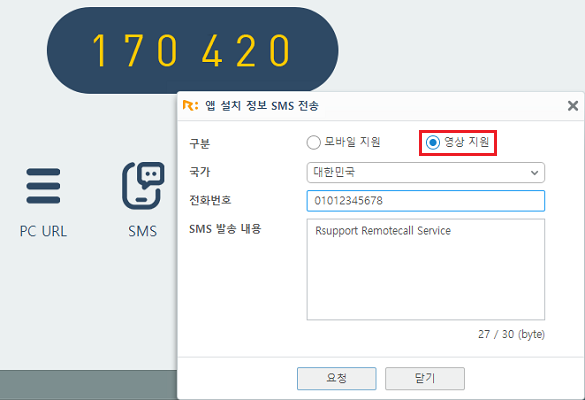 170 420
PC URL
SMS
R: 앱 설치 정보 SMS 전송
구분
모바일 지원
영상 지원
국가
대한민국
전화번호
01012345678
SMS 발송 내용
Rsupport Remotecall Service
27 / 30 (byte)
요청
닫기